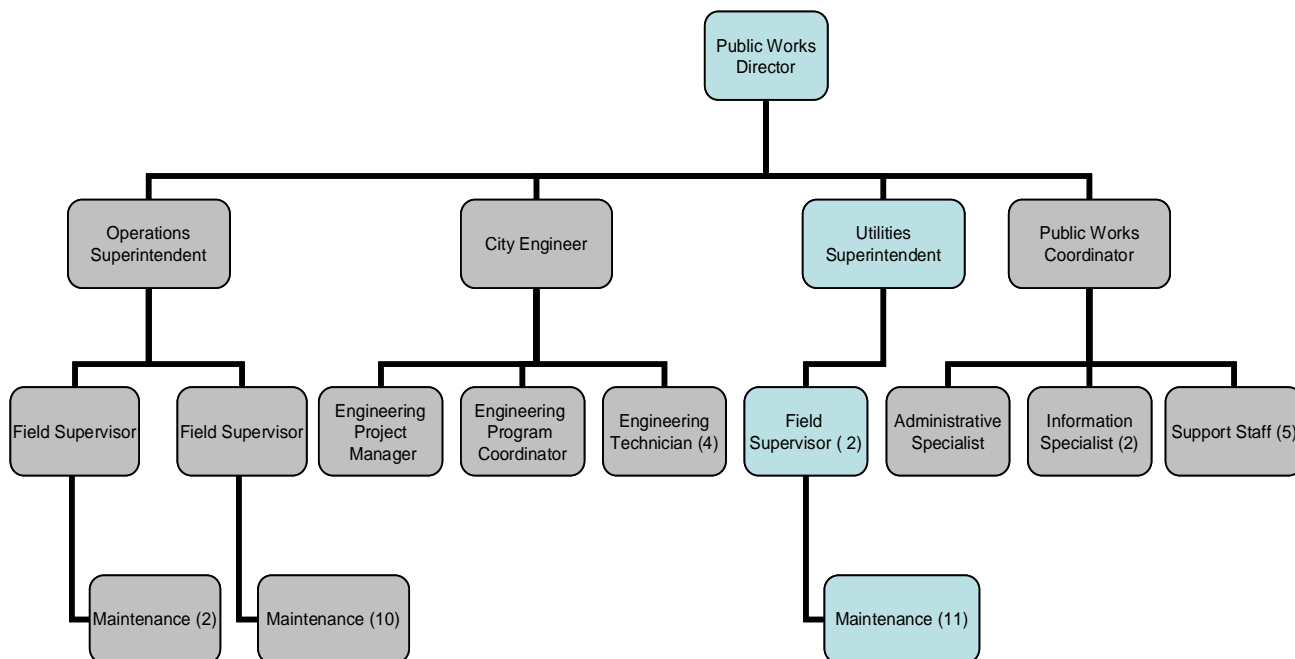 Public Works
Director
Operations
Superintendent
City Engineer
Utilities
Superintendent
Public Works
Coordinator
Field Supervisor
Field Supervisor
Engineering
Project
Manager
Engineering
Program
Coordinator
Engineering
Technician (4)
Field
Supervisor ( 2)
Administrative
Specialist
Information
Specialist (2)
Support Staff (5)
Maintenance (2)
Maintenance (10)
Maintenance (11)